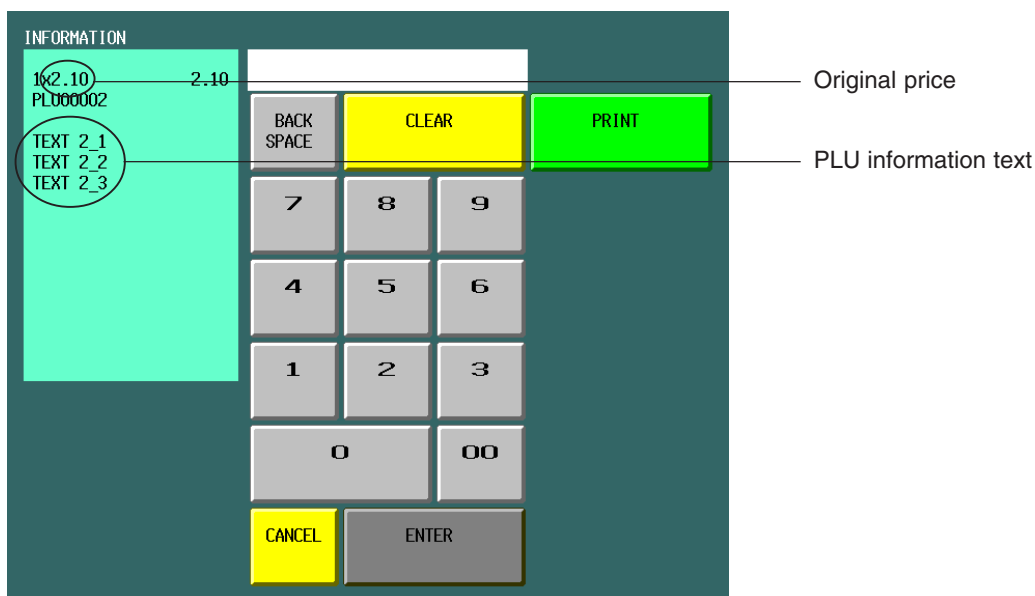 INFORMATION
1x2.10 2.10
PLU00002
TEXT 2_1
TEXT 2_2
TEXT 2_3
BACK
SPACE
CLEAR
PRINT
7 8 9
4 5 6
1 2 3
0 00
CANCEL ENTER
Original price
PLU information text